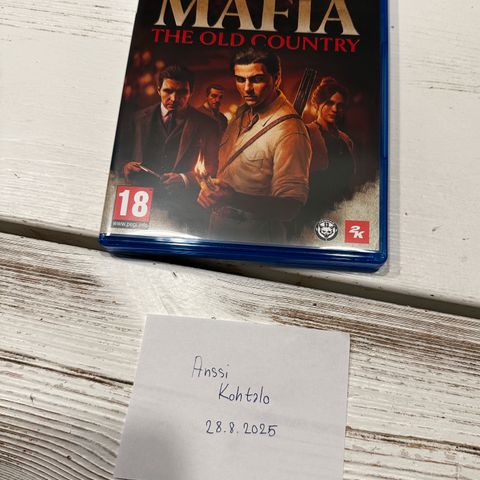 MAFIA
THE OLD COUNTRY
18
www.pegi.info
2K
Anssi
Kohtalo
28.8.2025